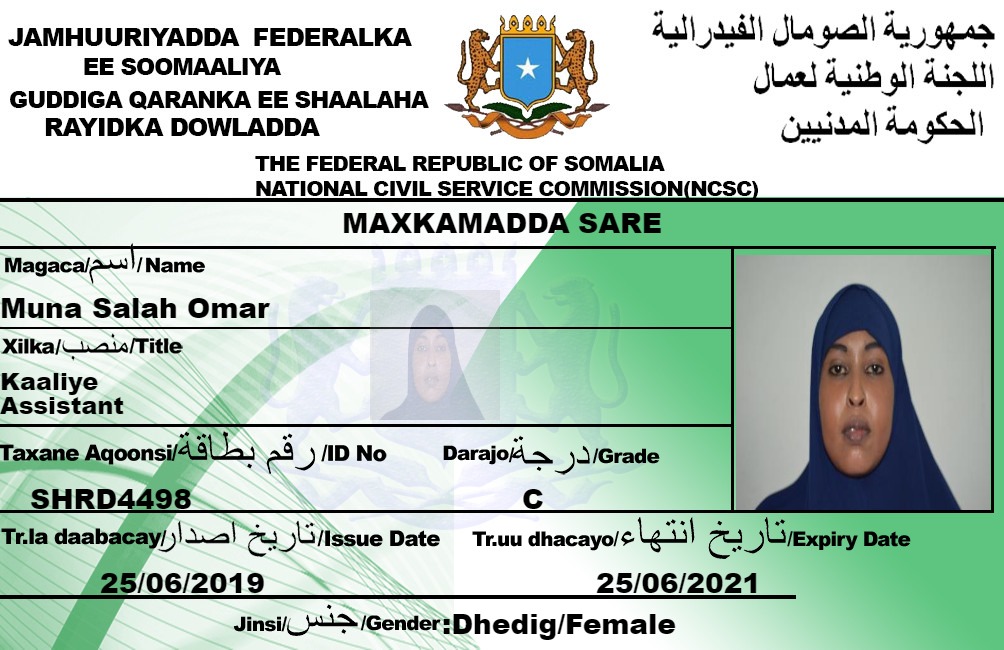 JAMHUURIYADDA FEDERALKA
EE SOOMAALIYA
GUDDIGA QARANKA EE SHAALAHA
RAYIDKA DOWLADDA
جمهورية الصومال الفيدرالية
اللجنة الوطنية لعمال
الحكومة المدنيين
THE FEDERAL REPUBLIC OF SOMALIA
NATIONAL CIVIL SERVICE COMMISSION(NCSC)
MAXKAMADDA SARE
Magaca/اسم/Name
Muna Salah Omar
Xilka/منصب/Title
Kaaliye
Assistant
Taxane Aqoonsi/رقم بطاقة/ID No
Darajo/درجة/Grade
SHRD4498
C
Tr.la daabacay/تاريخ اصدار/Issue Date
Tr.uu dhacayo/تاريخ انتهاء/Expiry Date
25/06/2019
25/06/2021
Jinsi/جنس/Gender:Dhedig/Female